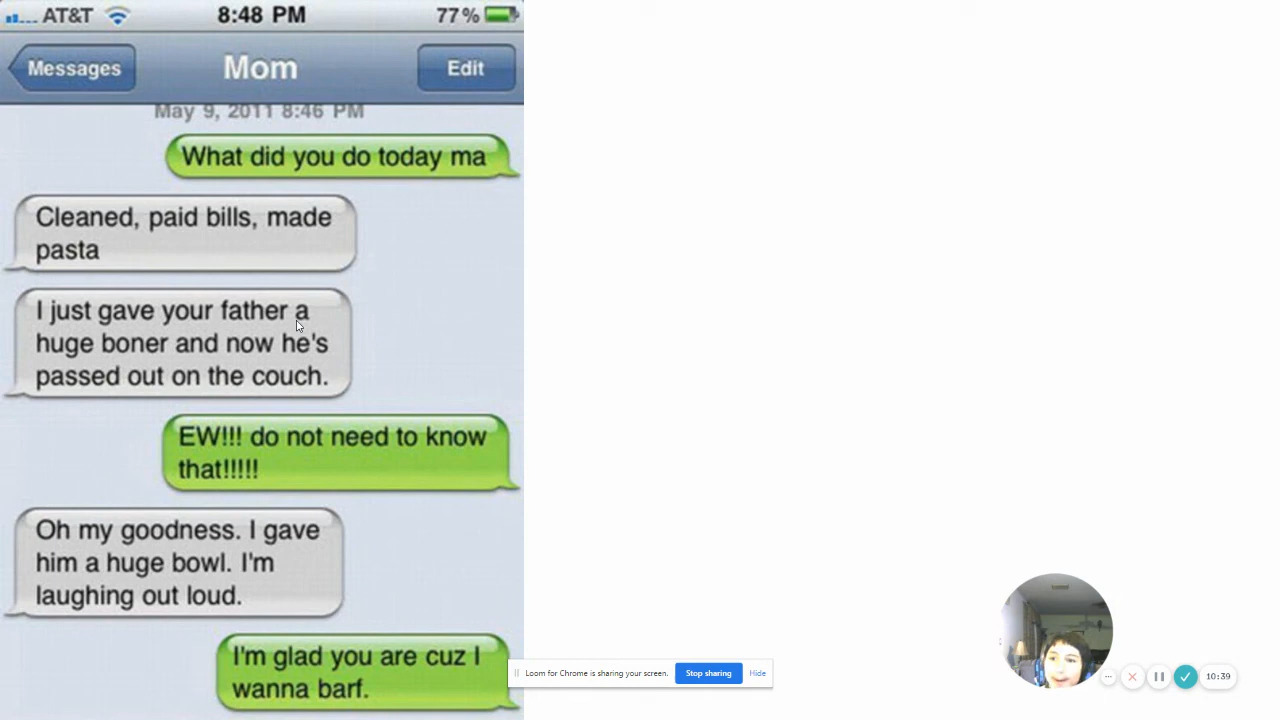 AT&T 8:48 PM 77%
Messages Mom Edit
May 9, 2011 8:46 PM
What did you do today ma
Cleaned, paid bills, made
pasta
I just gave your father a
huge boner and now he's
passed out on the couch.
EW!!! do not need to know
that!!!!!
Oh my goodness. I gave
him a huge bowl. I'm
laughing out loud.
I'm glad you are cuz I
wanna barf.
Loom for Chrome is sharing your screen. Stop sharing Hide
10:39